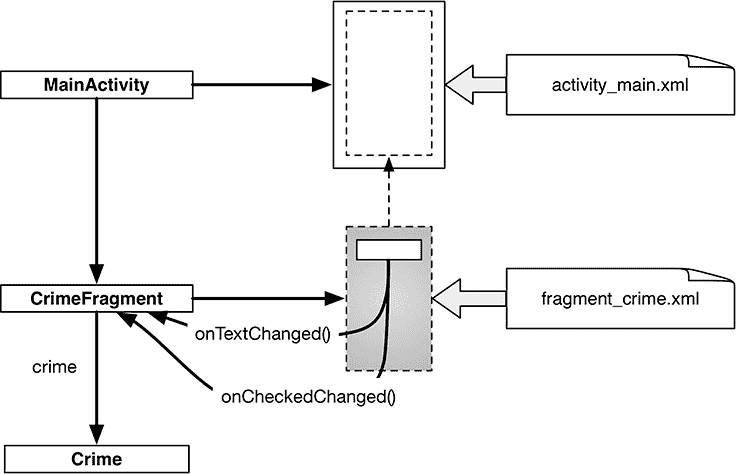 MainActivity
activity_main.xml
CrimeFragment
fragment_crime.xml
onTextChanged()
crime
onCheckedChanged()
Crime